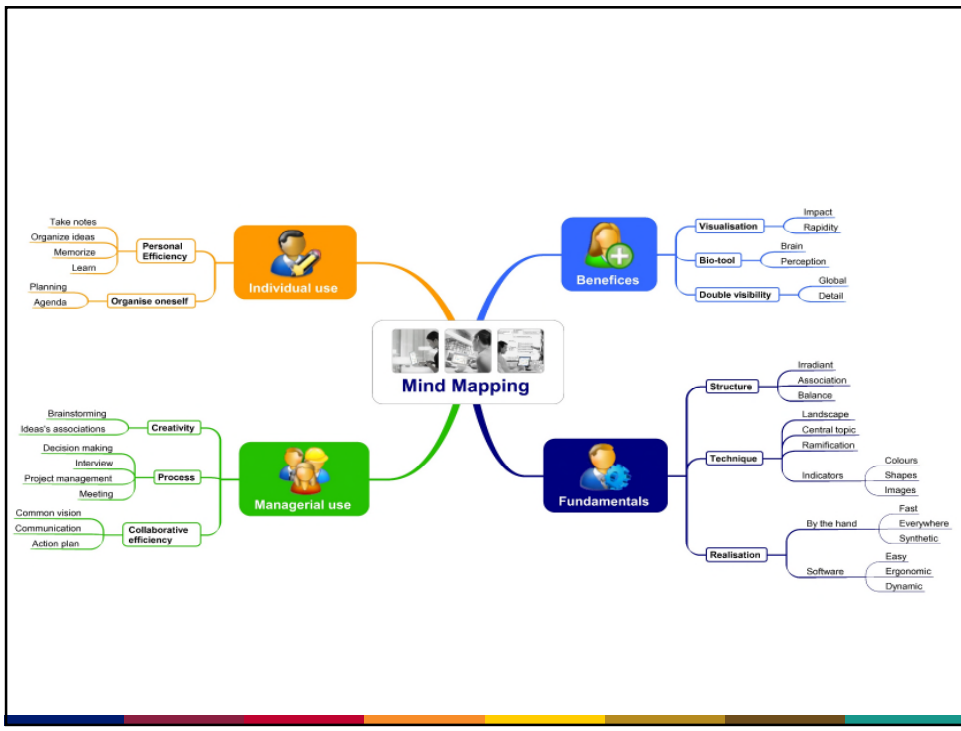 Mind Mapping
Individual use
Personal
Efficiency
Take notes
Organize ideas
Memorize
Learn
Organise oneself
Planning
Agenda
Benefices
Visualisation
Impact
Rapidity
Bio-tool
Brain
Perception
Double visibility
Global
Detail
Managerial use
Creativity
Brainstorming
Ideas's associations
Process
Decision making
Interview
Project management
Meeting
Collaborative
efficiency
Common vision
Communication
Action plan
Fundamentals
Structure
Irradiant
Association
Balance
Technique
Landscape
Central topic
Ramification
Indicators
Colours
Shapes
Images
Realisation
By the hand
Fast
Everywhere
Synthetic
Software
Easy
Ergonomic
Dynamic